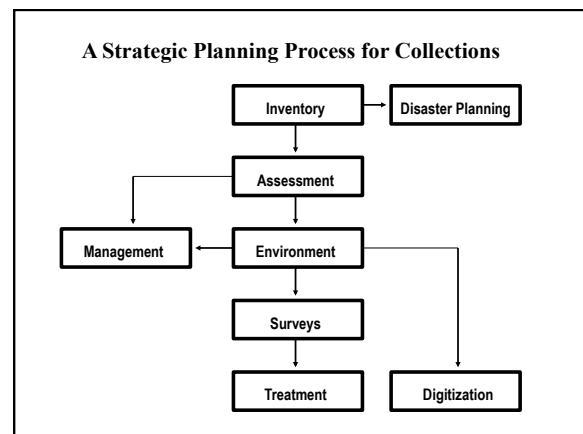 A Strategic Planning Process for Collections
Inventory
Disaster Planning
Assessment
Management
Environment
Surveys
Treatment
Digitization